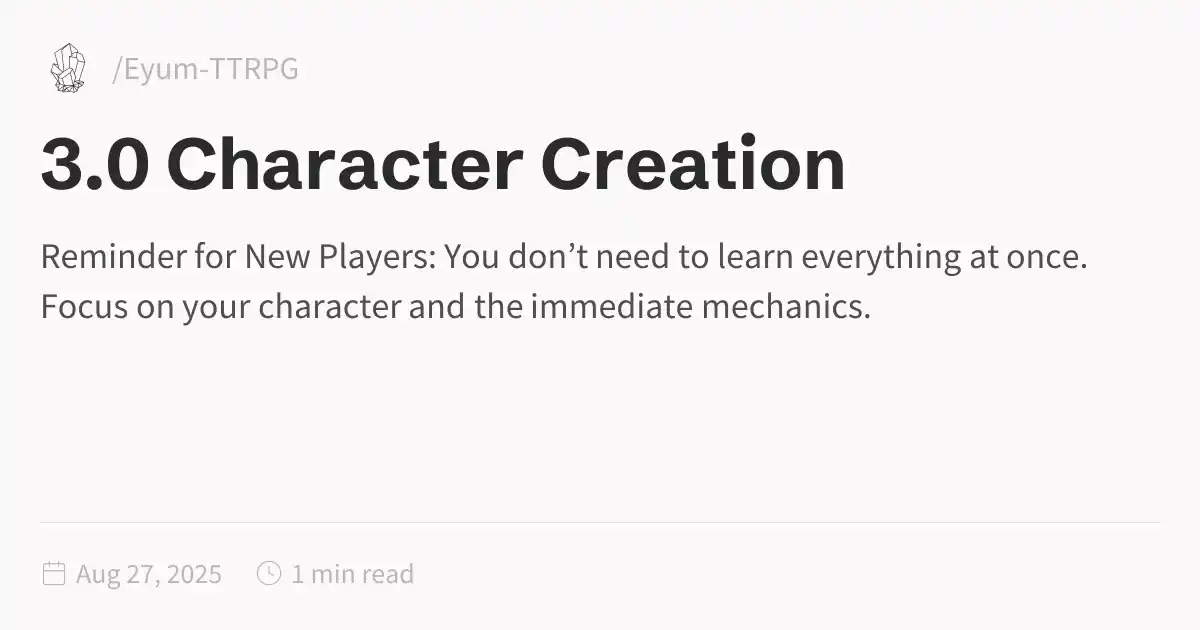 /Eyum-TTRPG
3.0 Character Creation
Reminder for New Players: You don’t need to learn everything at once.
Focus on your character and the immediate mechanics.
Aug 27, 2025 1 min read